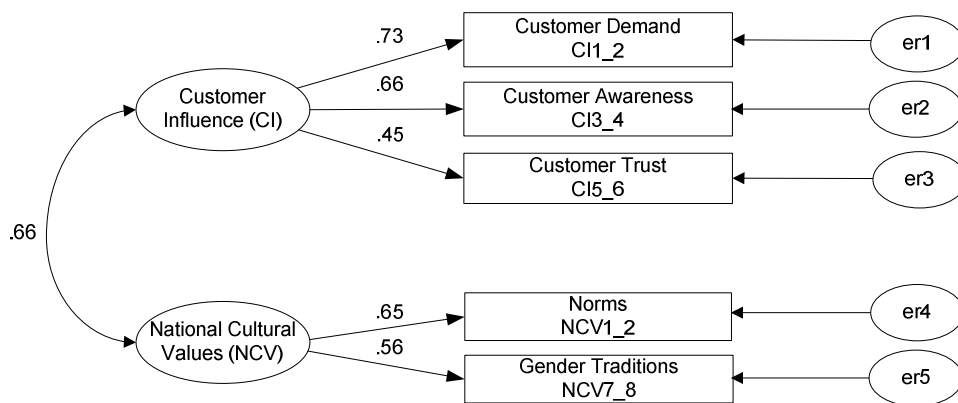 .73
Customer Demand
CI1_2
er1
Customer
Influence (CI)
.66
Customer Awareness
CI3_4
er2
.45
Customer Trust
CI5_6
er3
.66
National Cultural
Values (NCV)
.65
Norms
NCV1_2
er4
.56
Gender Traditions
NCV7_8
er5